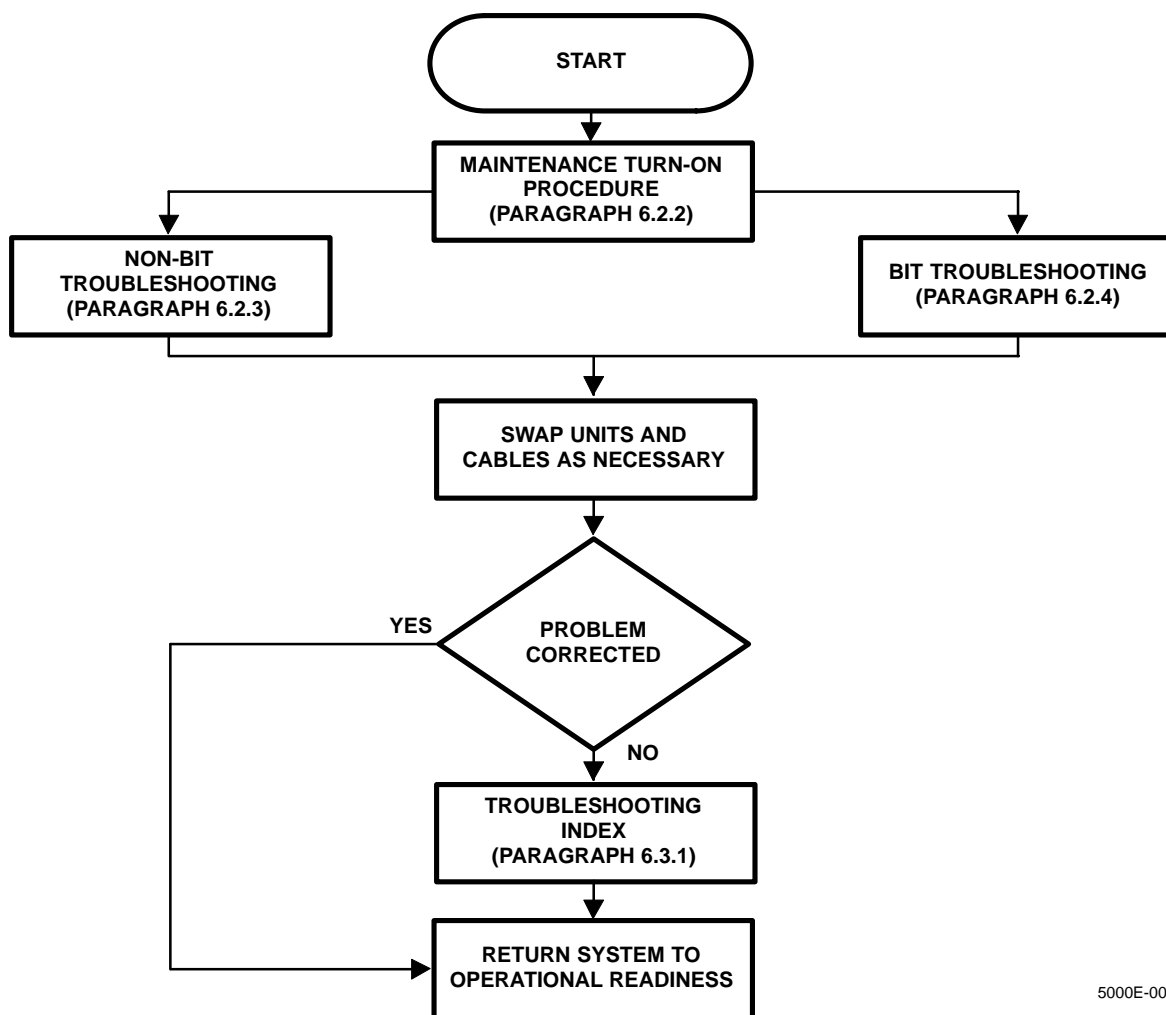 START
MAINTENANCE TURN-ON
PROCEDURE
(PARAGRAPH 6.2.2)
NON-BIT
TROUBLESHOOTING
(PARAGRAPH 6.2.3)
BIT TROUBLESHOOTING
(PARAGRAPH 6.2.4)
SWAP UNITS AND
CABLES AS NECESSARY
YES
PROBLEM
CORRECTED
NO
TROUBLESHOOTING
INDEX
(PARAGRAPH 6.3.1)
RETURN SYSTEM TO
OPERATIONAL READINESS
5000E-00